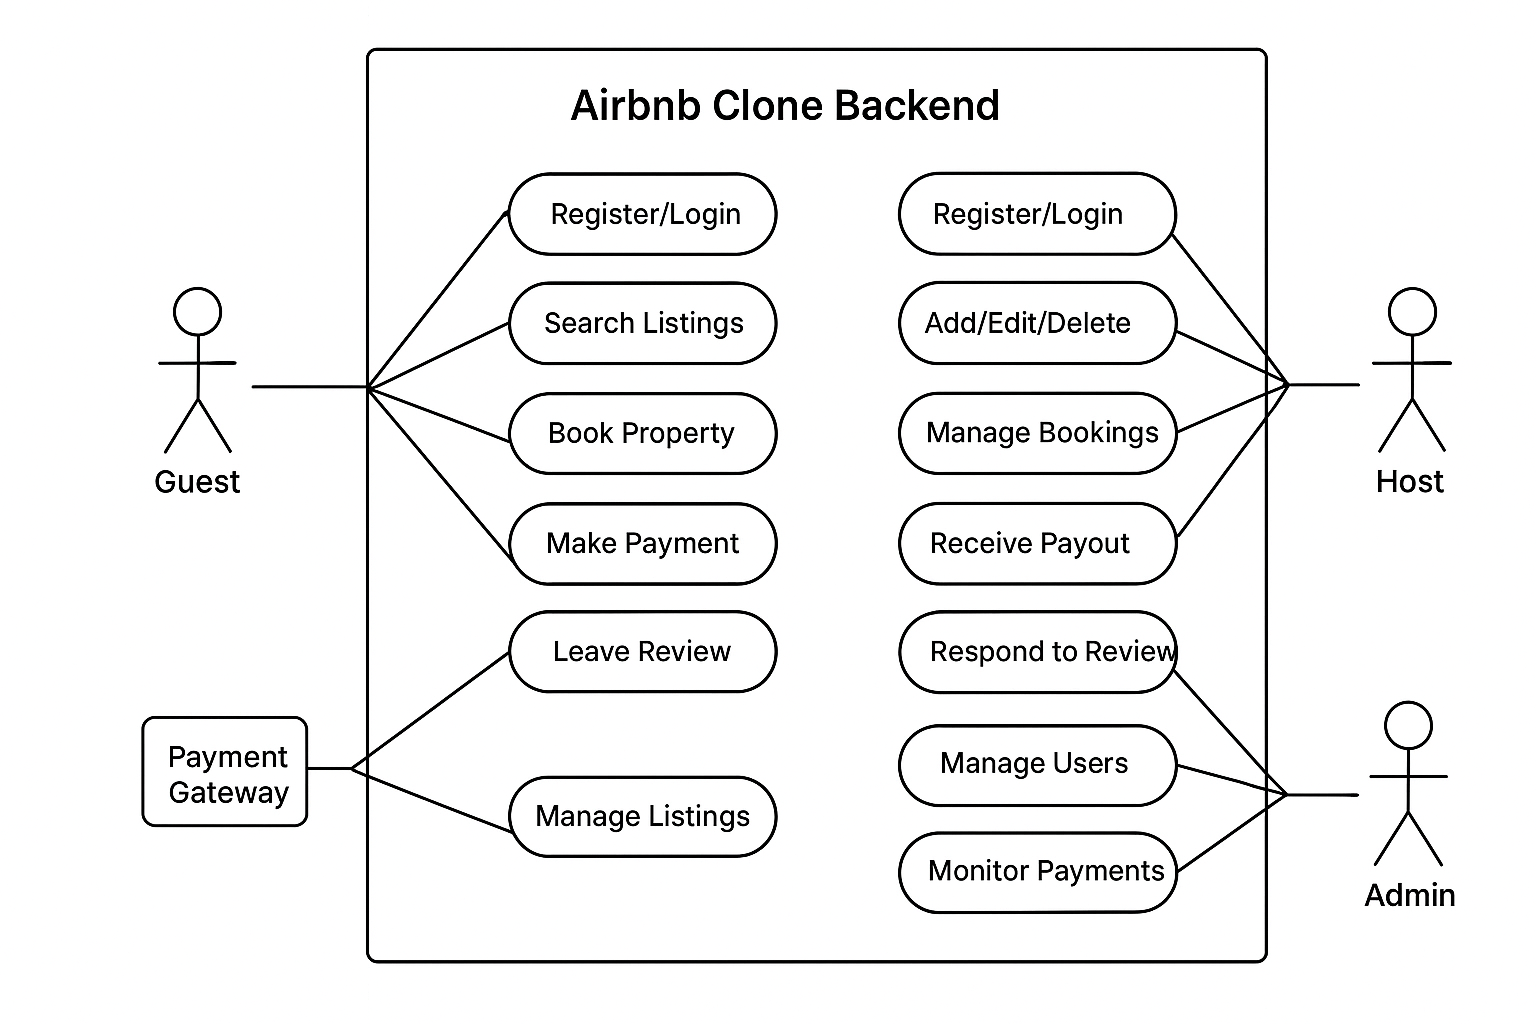 Airbnb Clone Backend
Register/Login
Search Listings
Book Property
Make Payment
Leave Review
Manage Listings
Register/Login
Add/Edit/Delete
Manage Bookings
Receive Payout
Respond to Review
Manage Users
Monitor Payments
Guest
Payment
Gateway
Host
Admin